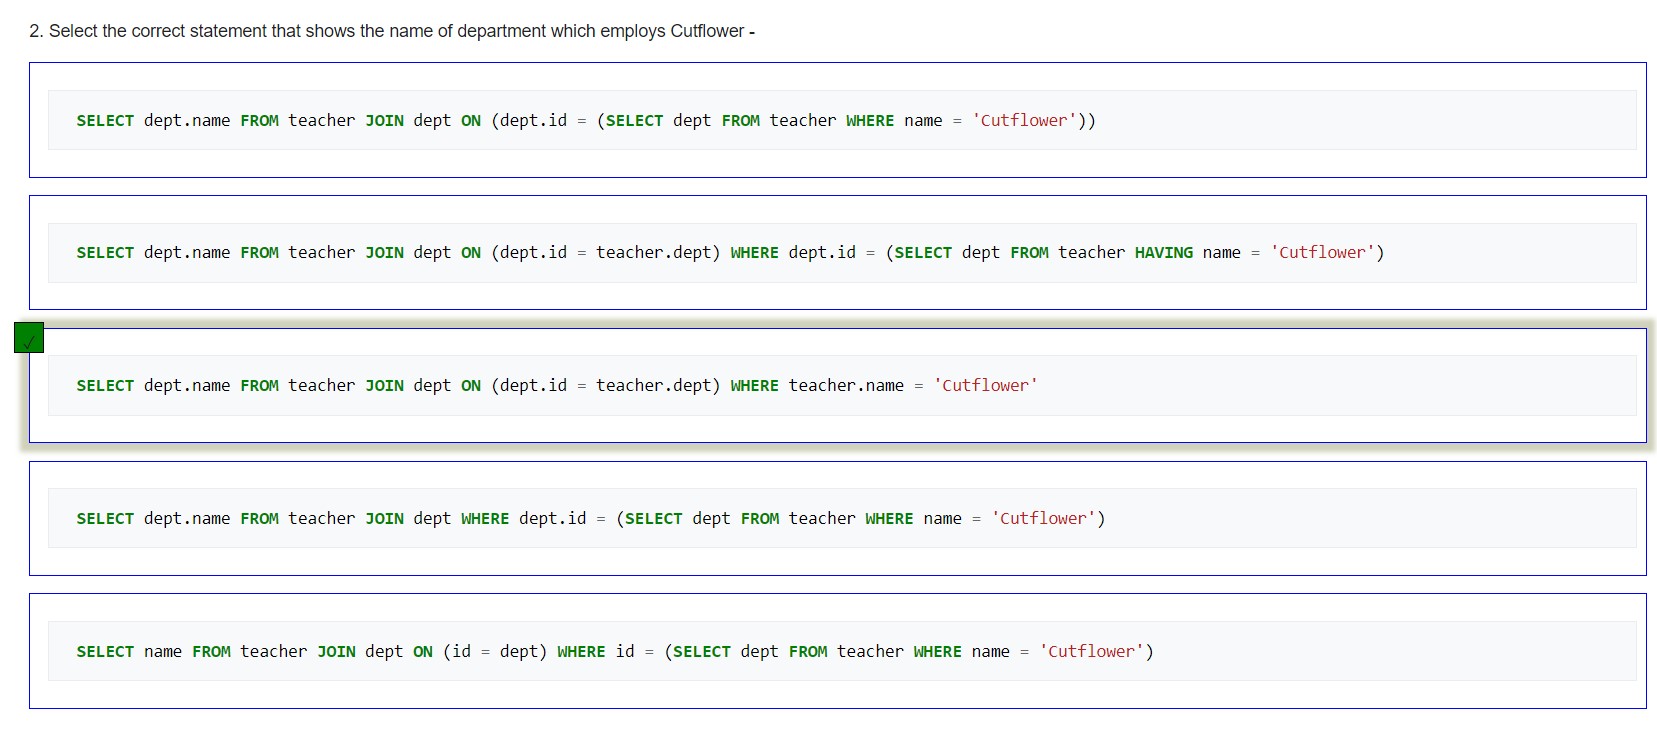 2. Select the correct statement that shows the name of department which employs Cutflower -
SELECT dept.name FROM teacher JOIN dept ON (dept.id = (SELECT dept FROM teacher WHERE name = 'Cutflower'))
SELECT dept.name FROM teacher JOIN dept ON (dept.id = teacher.dept) WHERE dept.id = (SELECT dept FROM teacher HAVING name = 'Cutflower')
✓
SELECT dept.name FROM teacher JOIN dept ON (dept.id = teacher.dept) WHERE teacher.name = 'Cutflower'
SELECT dept.name FROM teacher JOIN dept WHERE dept.id = (SELECT dept FROM teacher WHERE name = 'Cutflower')
SELECT name FROM teacher JOIN dept ON (id = dept) WHERE id = (SELECT dept FROM teacher WHERE name = 'Cutflower')